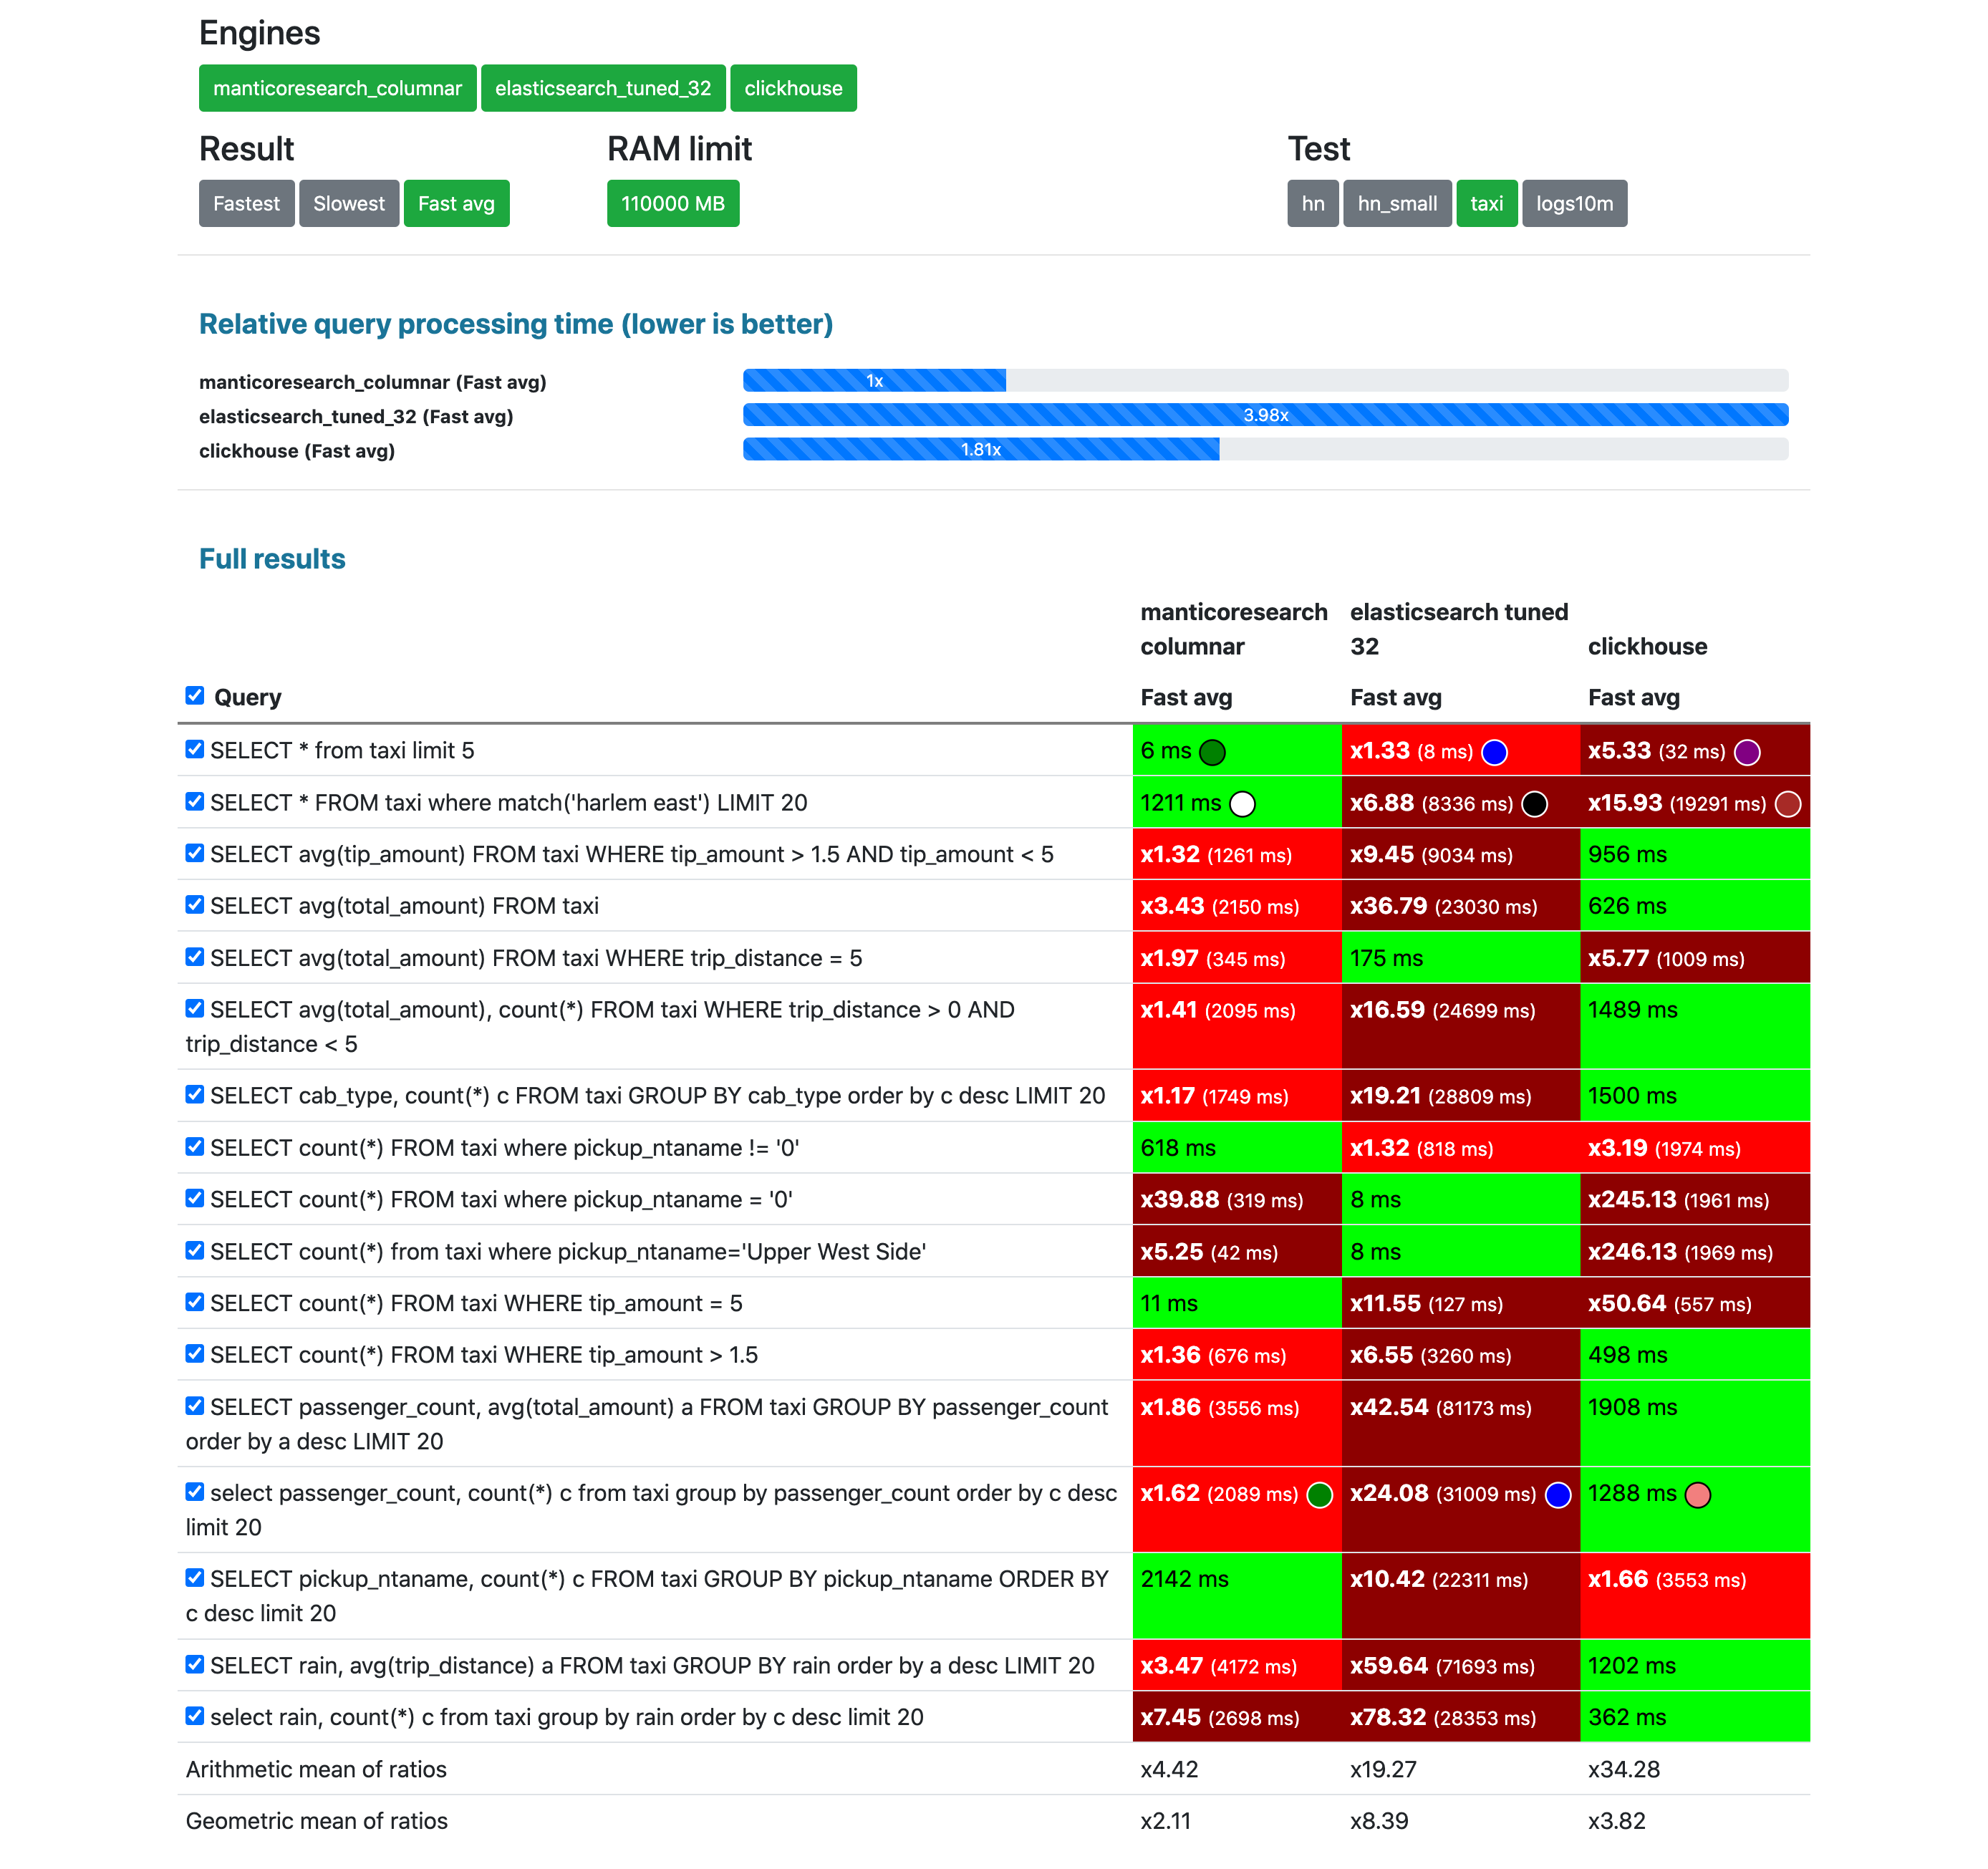 Engines
manticoresearch_columnar elasticsearch_tuned_32 clickhouse
Result RAM limit Test
Fastest Slowest Fast avg 110000 MB hn hn_small taxi logs10m
Relative query processing time (lower is better)
manticoresearch_columnar (Fast avg) 1x
elasticsearch_tuned_32 (Fast avg) 3.98x
clickhouse (Fast avg) 1.81x
Full results
manticoresearch elasticsearch tuned
columnar 32 clickhouse
Query Fast avg Fast avg Fast avg
SELECT * from taxi limit 5 6 ms x1.33 (8 ms) x5.33 (32 ms)
SELECT * FROM taxi where match('harlem east') LIMIT 20 1211 ms x6.88 (8336 ms) x15.93 (19291 ms)
SELECT avg(tip_amount) FROM taxi WHERE tip_amount > 1.5 AND tip_amount < 5 x1.32 (1261 ms) x9.45 (9034 ms) 956 ms
SELECT avg(total_amount) FROM taxi x3.43 (2150 ms) x36.79 (23030 ms) 626 ms
SELECT avg(total_amount) FROM taxi WHERE trip_distance = 5 x1.97 (345 ms) 175 ms x5.77 (1009 ms)
SELECT avg(total_amount), count(*) FROM taxi WHERE trip_distance > 0 AND x1.41 (2095 ms) x16.59 (24699 ms) 1489 ms
trip_distance < 5
SELECT cab_type, count(*) c FROM taxi GROUP BY cab_type order by c desc LIMIT 20 x1.17 (1749 ms) x19.21 (28809 ms) 1500 ms
SELECT count(*) FROM taxi where pickup_ntaname != '0' 618 ms x1.32 (818 ms) x3.19 (1974 ms)
SELECT count(*) FROM taxi where pickup_ntaname = '0' x39.88 (319 ms) 8 ms x245.13 (1961 ms)
SELECT count(*) from taxi where pickup_ntaname='Upper West Side' x5.25 (42 ms) 8 ms x246.13 (1969 ms)
SELECT count(*) FROM taxi WHERE tip_amount = 5 11 ms x11.55 (127 ms) x50.64 (557 ms)
SELECT count(*) FROM taxi WHERE tip_amount > 1.5 x1.36 (676 ms) x6.55 (3260 ms) 498 ms
SELECT passenger_count, avg(total_amount) a FROM taxi GROUP BY passenger_count x1.86 (3556 ms) x42.54 (81173 ms) 1908 ms
order by a desc LIMIT 20
select passenger_count, count(*) c from taxi group by passenger_count order by c desc x1.62 (2089 ms) x24.08 (31009 ms) 1288 ms
limit 20
SELECT pickup_ntaname, count(*) c FROM taxi GROUP BY pickup_ntaname ORDER BY 2142 ms x10.42 (22311 ms) x1.66 (3553 ms)
c desc limit 20
SELECT rain, avg(trip_distance) a FROM taxi GROUP BY rain order by a desc LIMIT 20 x3.47 (4172 ms) x59.64 (71693 ms) 1202 ms
select rain, count(*) c from taxi group by rain order by c desc limit 20 x7.45 (2698 ms) x78.32 (28353 ms) 362 ms
Arithmetic mean of ratios x4.42 x19.27 x34.28
Geometric mean of ratios x2.11 x8.39 x3.82